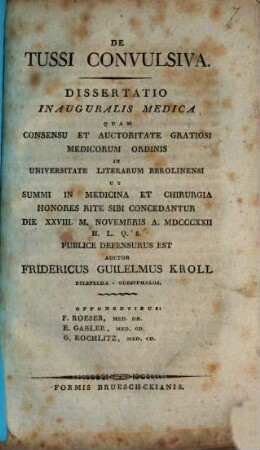 7
DE
TUSSI CONVULSIVA.
DISSERTATIO
INAUGURALIS MEDICA
QUAM
CONSENSU ET AUCTORITATE GRATIOSI
MEDICORUM ORDINIS
IN
UNIVERSITATE LITERARUM BEROLINENSI
UT
SUMMI IN MEDICINA ET CHIRURGIA
HONORES RITE SIBI CONCEDANTUR
DIE XXVIII. M. NOVEMBRIS A. MDCCCXXII
H. L. Q. S.
PUBLICE DEFENSURUS EST
AUCTOR
FRIDERICUS GUILELMUS KROLL
BILEFELDA-GUESTPHALUS.
OPPONENTIBUS:
F. ROESER, MED. DR.
E. GABLER, MED. CD.
G. ROCHLITZ, MED. CD.
FORMIS BRUESCHCKIANIS.